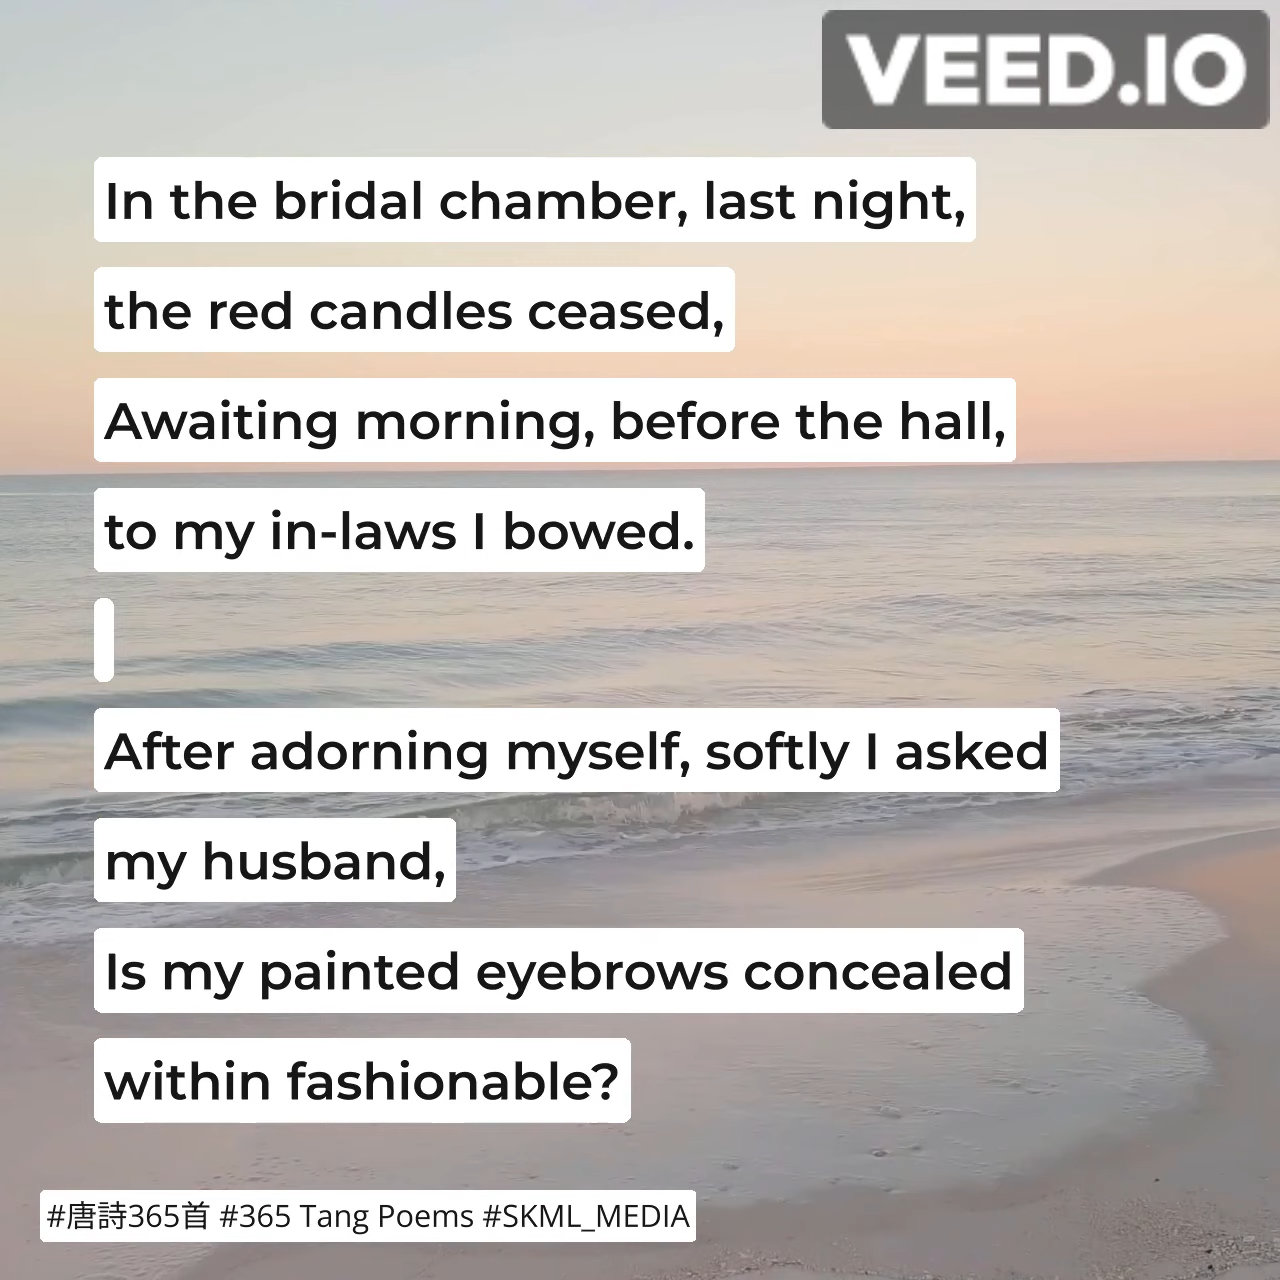 VEED.IO
In the bridal chamber, last night,
the red candles ceased,
Awaiting morning, before the hall,
to my in-laws I bowed.
After adorning myself, softly I asked
my husband,
Is my painted eyebrows concealed
within fashionable?
#唐詩365首 #365 Tang Poems #SKML_MEDIA